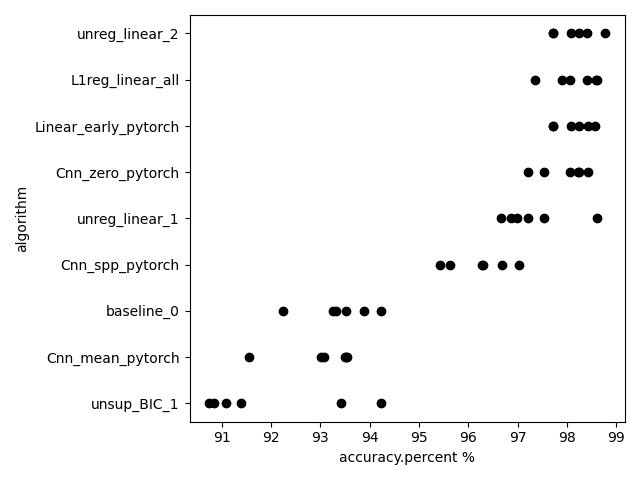 unreg_linear_2
L1reg_linear_all
Linear_early_pytorch
Cnn_zero_pytorch
unreg_linear_1
Cnn_spp_pytorch
baseline_0
Cnn_mean_pytorch
unsup_BIC_1
algorithm
91 92 93 94 95 96 97 98 99
accuracy.percent %